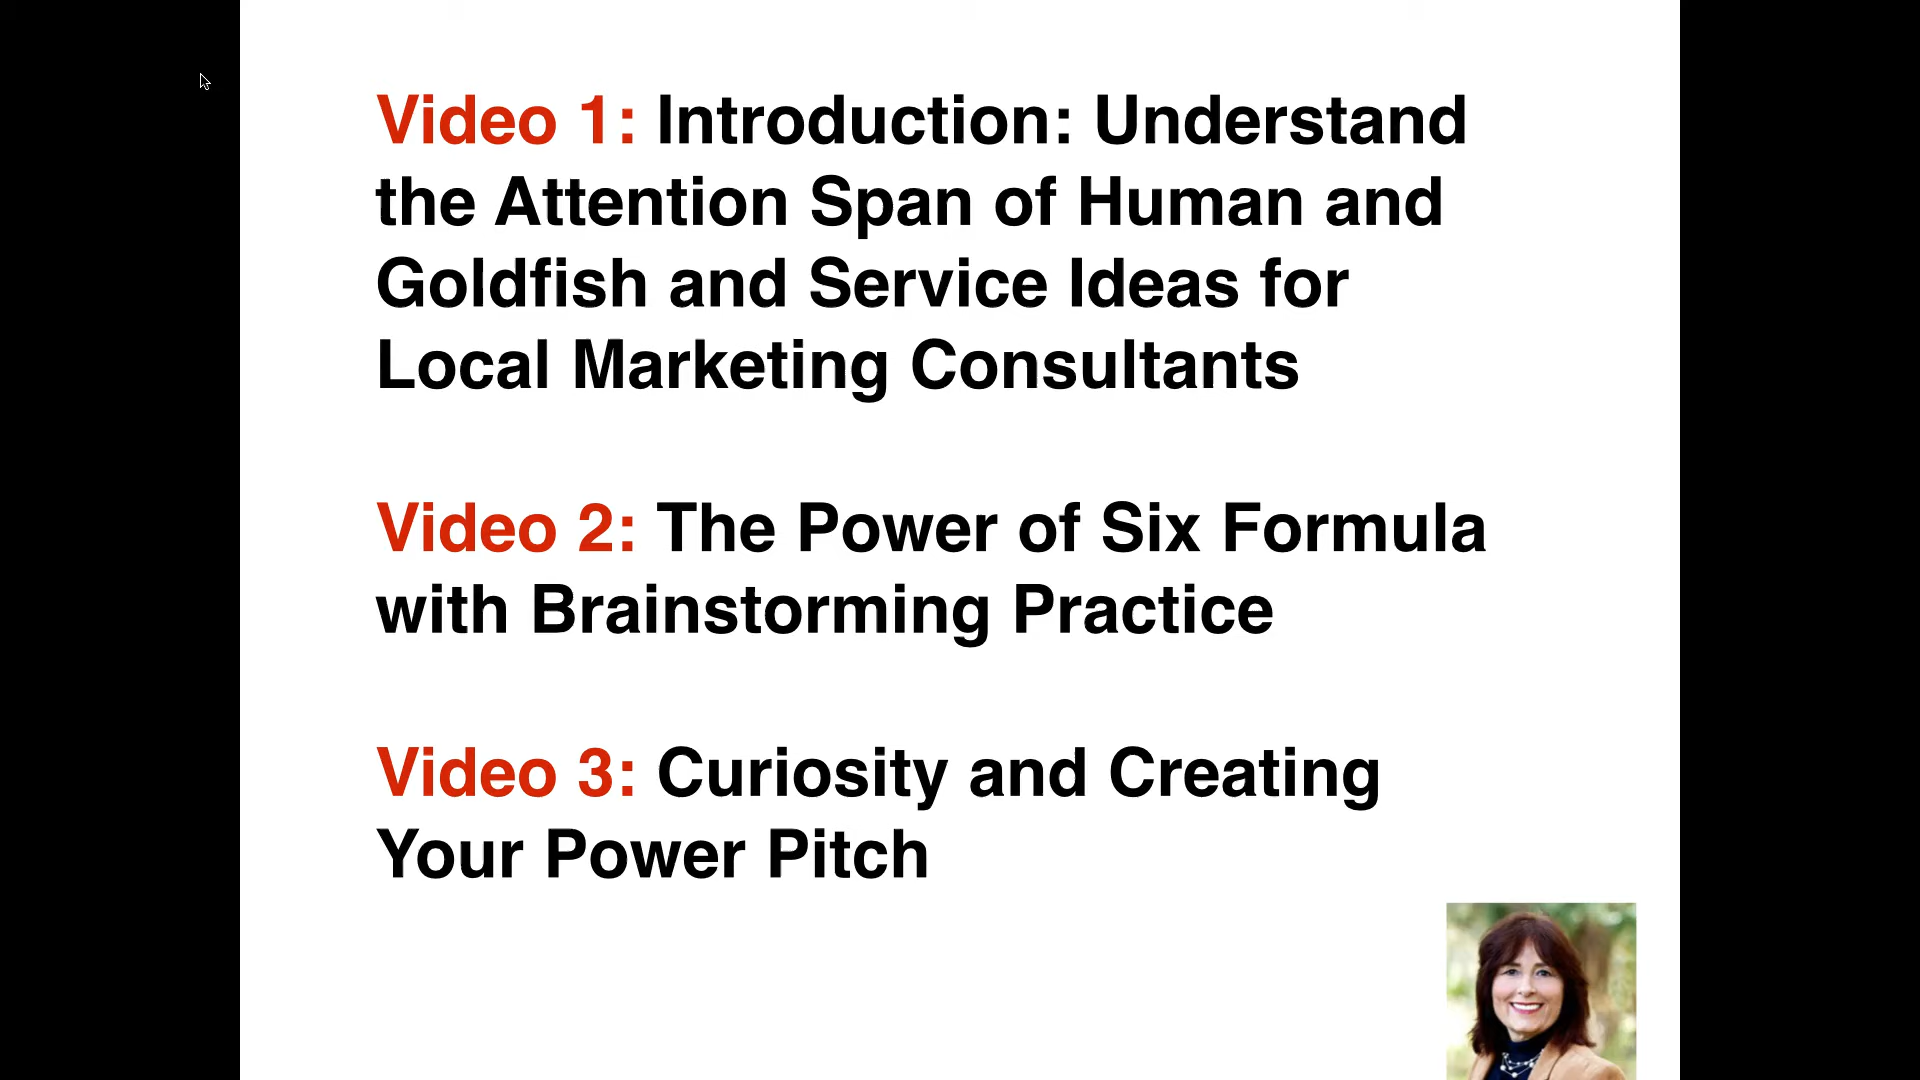 Video 1: Introduction: Understand
the Attention Span of Human and
Goldfish and Service Ideas for
Local Marketing Consultants
Video 2: The Power of Six Formula
with Brainstorming Practice
Video 3: Curiosity and Creating
Your Power Pitch